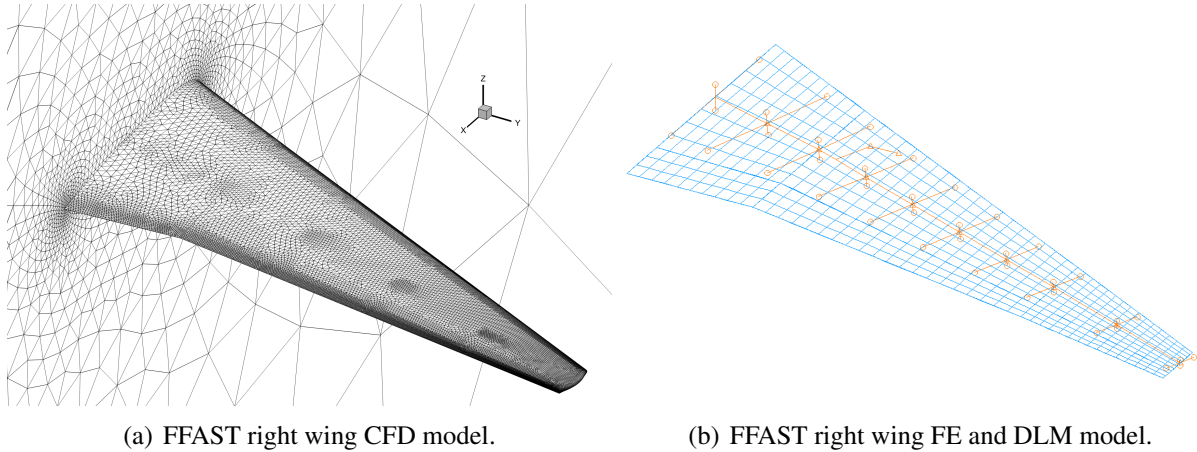 Z
X
Y
(a) FFAST right wing CFD model.
(b) FFAST right wing FE and DLM model.